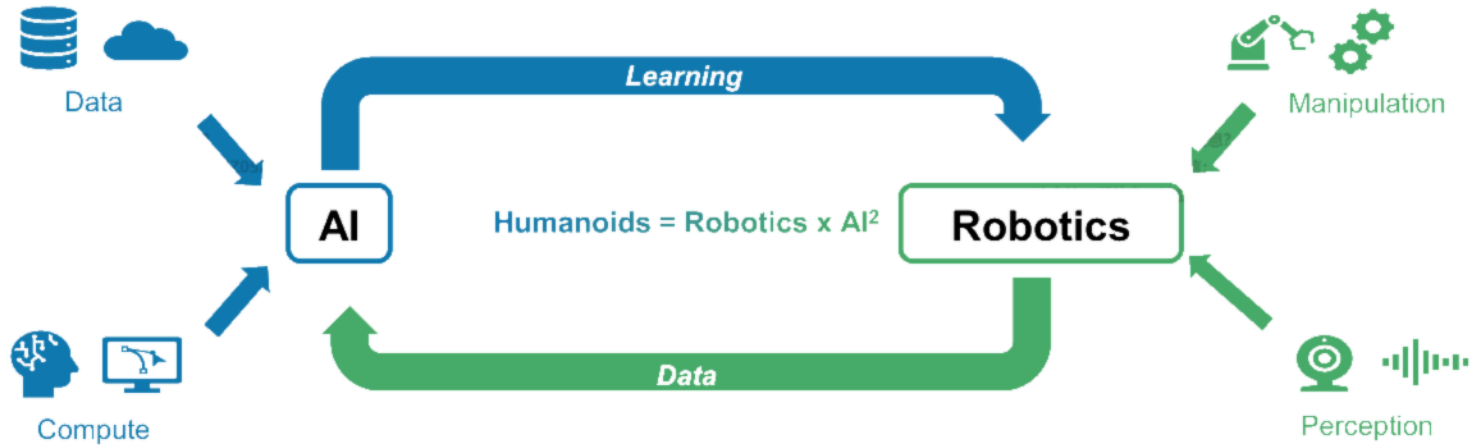 Learning
Data
Manipulation
AI
Humanoids = Robotics x AI²
Robotics
Data
Compute
Perception